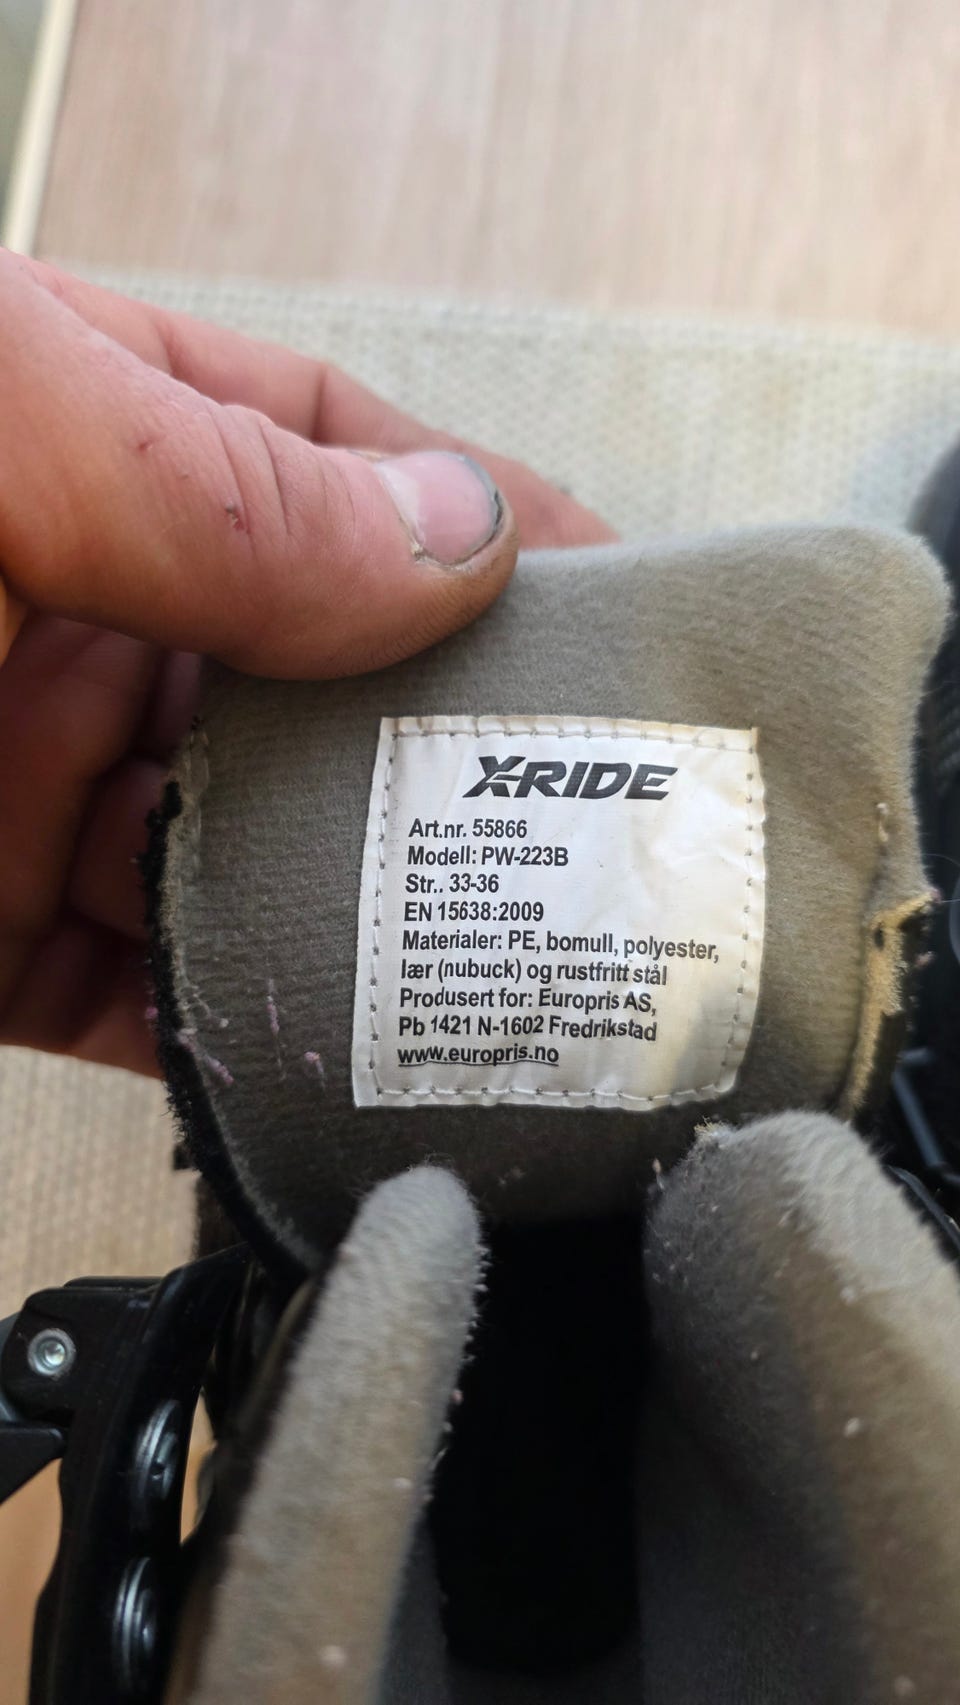 X-RIDE
Art.nr. 55866
Modell: PW-223B
Str.. 33-36
EN 15638:2009
Materialer: PE, bomull, polyester,
lær (nubuck) og rustfritt stål
Produsert for: Europris AS,
Pb 1421 N-1602 Fredrikstad
www.europris.no